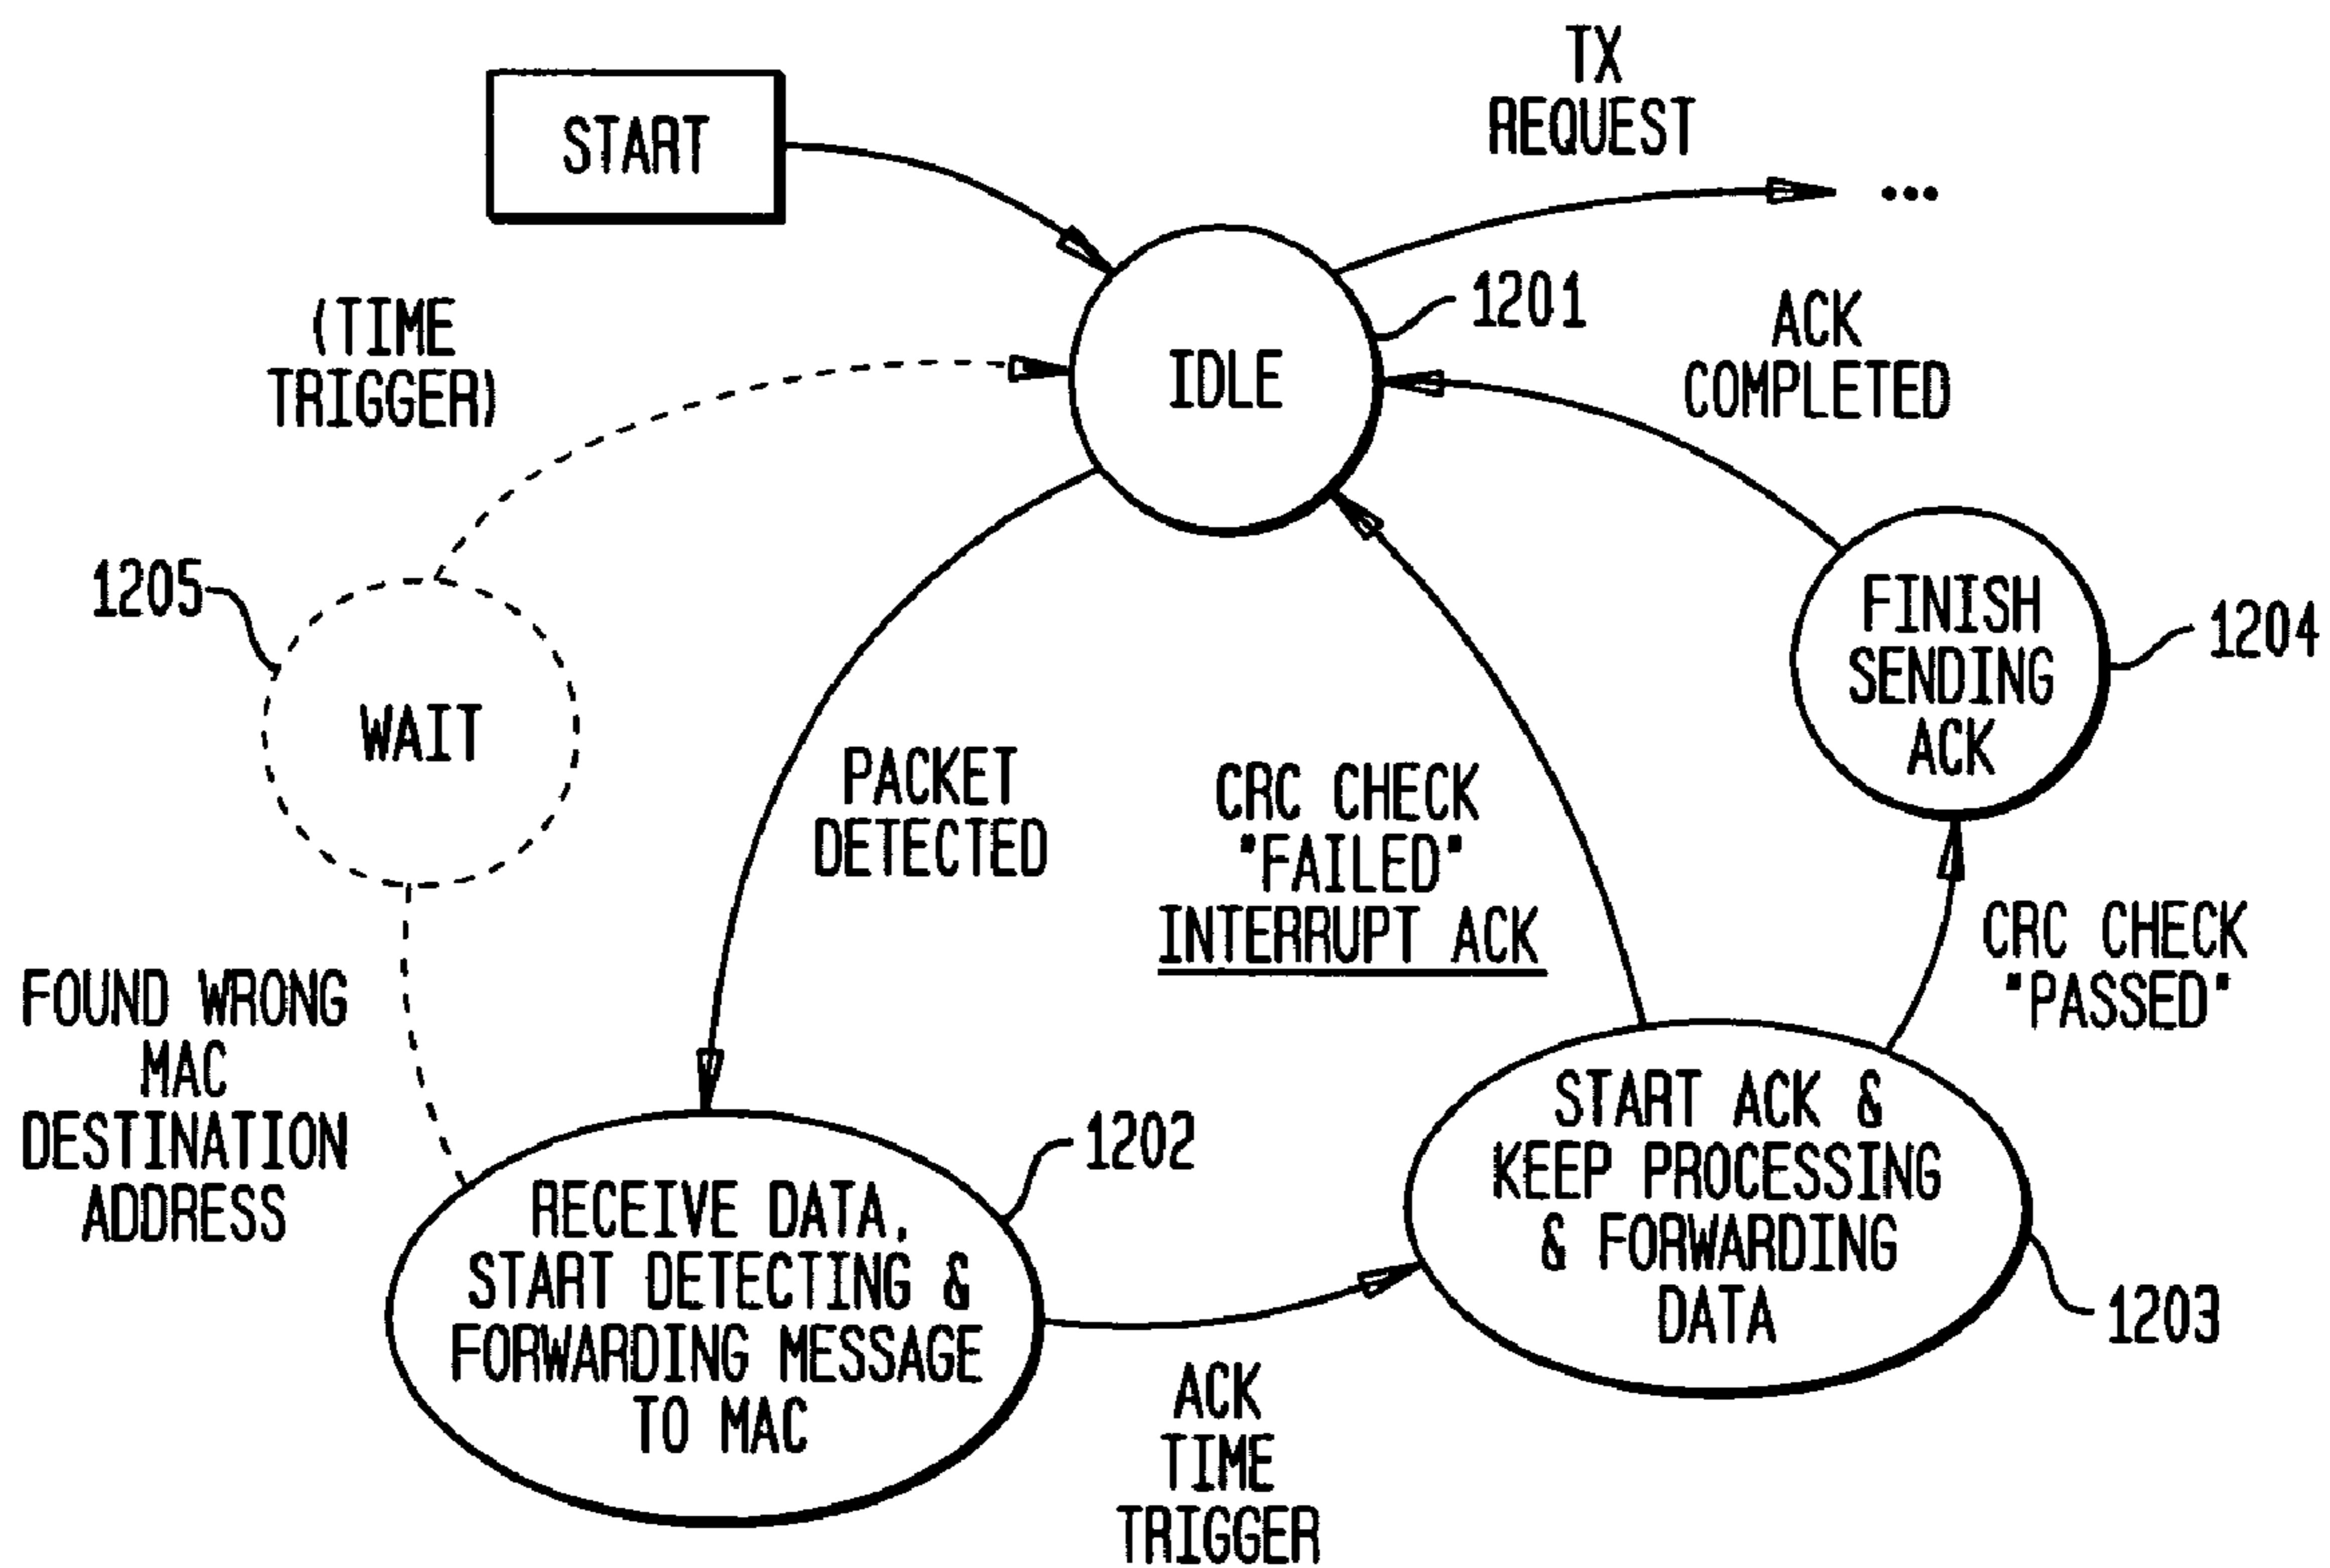 START
TX
REQUEST
...
(TIME
TRIGGER)
1201
IDLE
ACK
COMPLETED
1205
WAIT
FINISH
SENDING
ACK
1204
PACKET
DETECTED
CRC CHECK
"FAILED"
INTERRUPT ACK
CRC CHECK
"PASSED"
FOUND WRONG
MAC
DESTINATION
ADDRESS
1202
RECEIVE DATA,
START DETECTING &
FORWARDING MESSAGE
TO MAC
START ACK &
KEEP PROCESSING
& FORWARDING
DATA
1203
ACK
TIME
TRIGGER